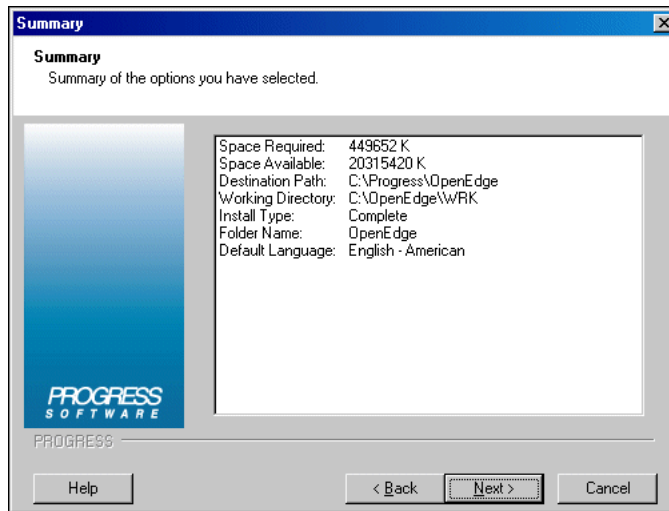 Summary
Summary
Summary of the options you have selected.
Space Required: 449652 K
Space Available: 20315420 K
Destination Path: C:\Progress\OpenEdge
Working Directory: C:\OpenEdge\WRK
Install Type: Complete
Folder Name: OpenEdge
Default Language: English - American
PROGRESS
SOFTWARE
PROGRESS
Help
< Back
Next >
Cancel